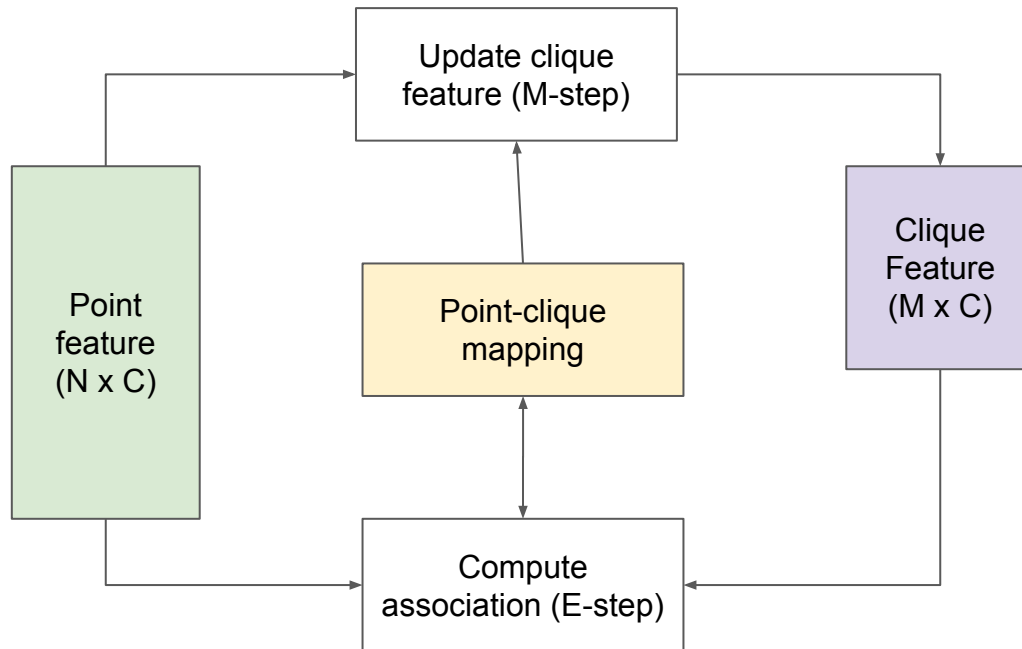 Update clique
feature (M-step)
Point
feature
(N x C)
Point-clique
mapping
Clique
Feature
(M x C)
Compute
association (E-step)